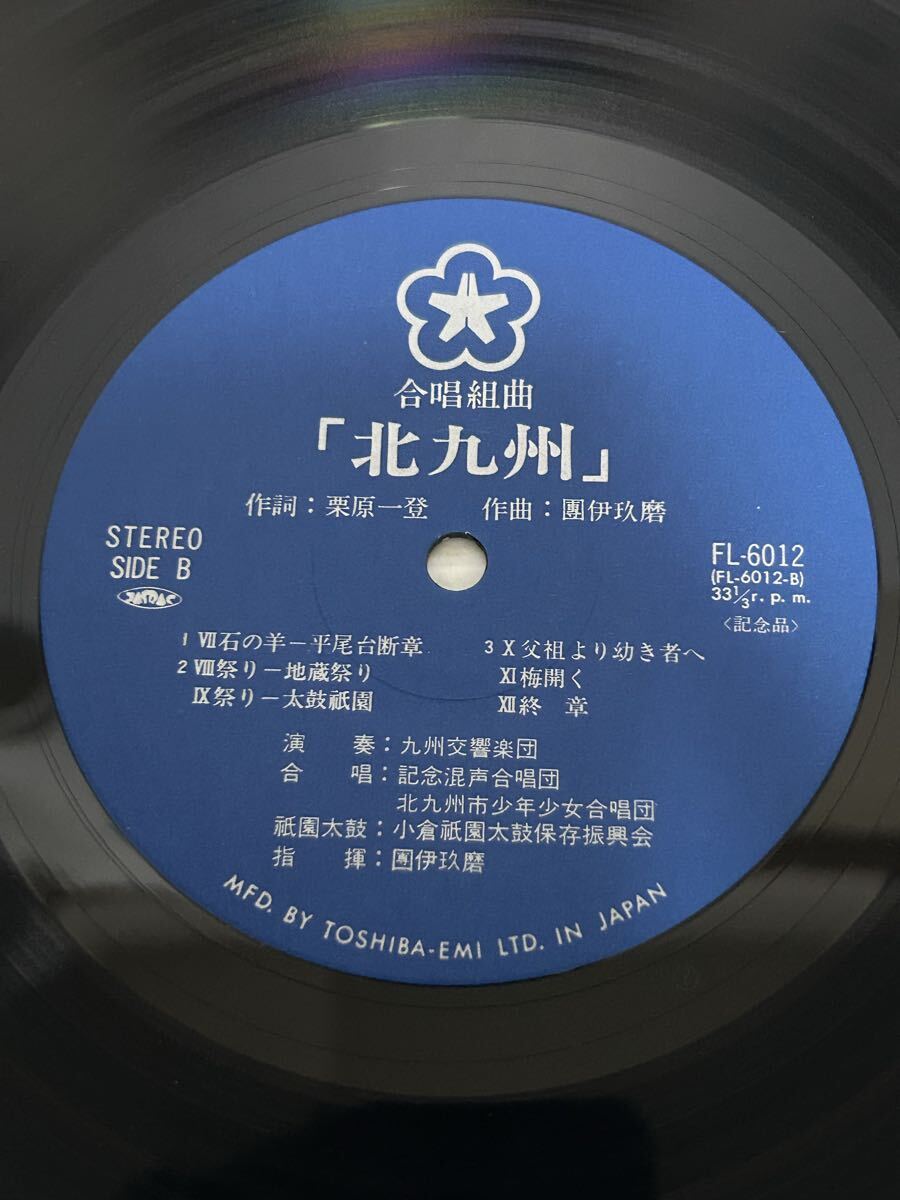 合唱組曲
「北九州」
作詞：栗原一登　作曲：團伊玖磨
STEREO
SIDE B
JASRAC
FL-6012
(FL-6012-B)
33⅓r.p.m.
〈記念品〉
1 Ⅶ石の羊−平尾台断章
2 Ⅷ祭り−地蔵祭り
Ⅸ祭り−太鼓祇園
3 Ⅹ父祖より幼き者へ
Ⅺ梅開く
Ⅻ終　章
演　奏：九州交響楽団
合　唱：記念混声合唱団
北九州市少年少女合唱団
祇園太鼓：小倉祇園太鼓保存振興会
指　揮：團伊玖磨
MFD. BY TOSHIBA-EMI LTD. IN JAPAN